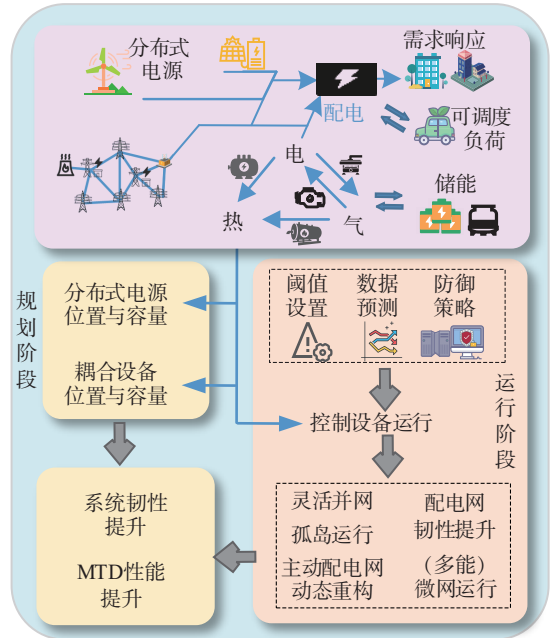 分布式
电源
需求响应
配电
可调度
负荷
电
热
气
储能
规划阶段
分布式电源
位置与容量
耦合设备
位置与容量
阈值
设置
数据
预测
防御
策略
控制设备运行
运行阶段
灵活并网
孤岛运行
主动配电网
动态重构
配电网
韧性提升
（多能）
微网运行
系统韧性
提升
MTD性能
提升